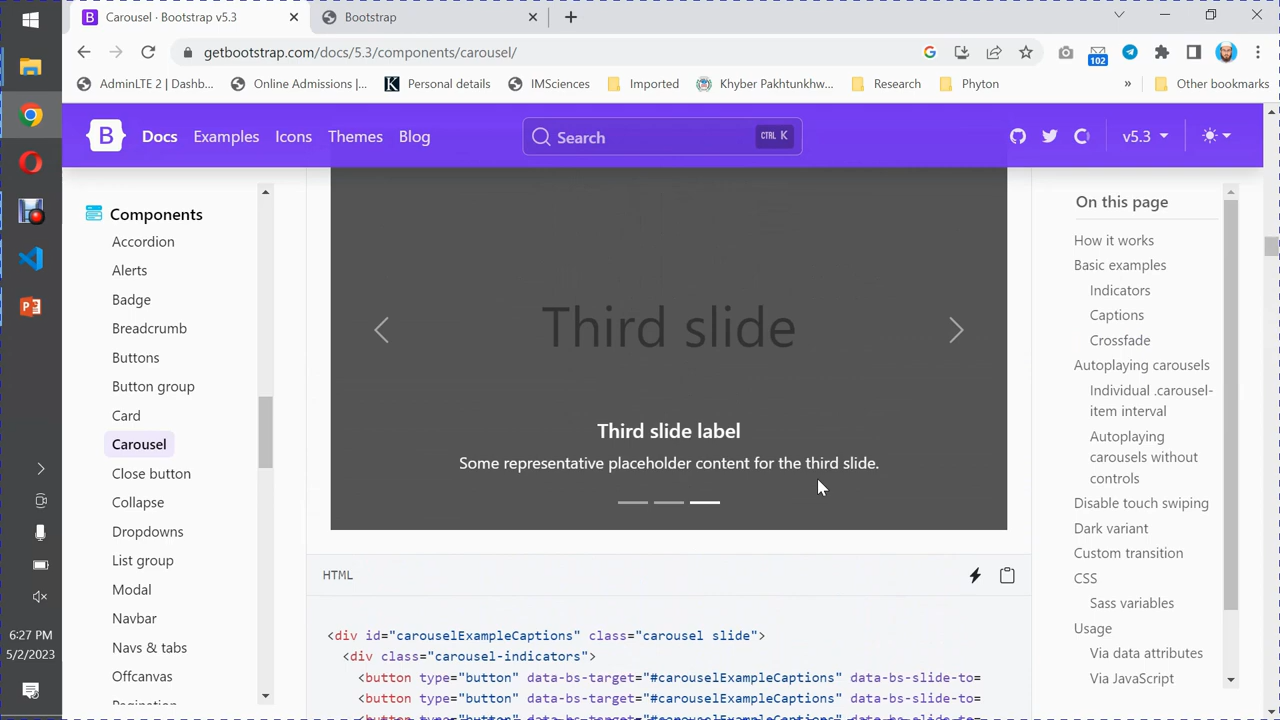 Carousel · Bootstrap v5.3
Bootstrap
getbootstrap.com/docs/5.3/components/carousel/
102
AdminLTE 2 | Dashb...
Online Admissions |...
Personal details
IMSciences
Imported
Khyber Pakhtunkhw...
Research
Phyton
»
Other bookmarks
B
Docs
Examples
Icons
Themes
Blog
Search
CTRL K
v5.3
Components
Accordion
Alerts
Badge
Breadcrumb
Buttons
Button group
Card
Carousel
Close button
Collapse
Dropdowns
List group
Modal
Navbar
Navs & tabs
Offcanvas
Third slide
Third slide label
Some representative placeholder content for the third slide.
HTML
<div id="carouselExampleCaptions" class="carousel slide">
<div class="carousel-indicators">
<button type="button" data-bs-target="#carouselExampleCaptions" data-bs-slide-to=
<button type="button" data-bs-target="#carouselExampleCaptions" data-bs-slide-to=
On this page
How it works
Basic examples
Indicators
Captions
Crossfade
Autoplaying carousels
Individual .carousel-
item interval
Autoplaying
carousels without
controls
Disable touch swiping
Dark variant
Custom transition
CSS
Sass variables
Usage
Via data attributes
Via JavaScript
6:27 PM
5/2/2023